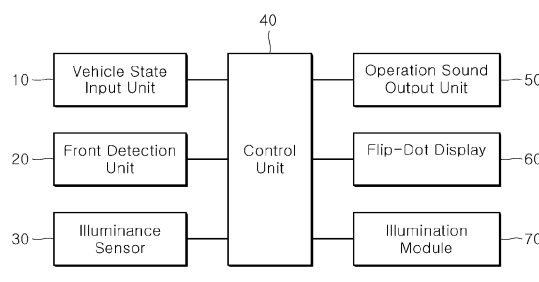 40
10
Vehicle State
Input Unit
Operation Sound
Output Unit
50
20
Front Detection
Unit
Control
Unit
Flip-Dot Display
60
30
Illuminance
Sensor
Illumination
Module
70